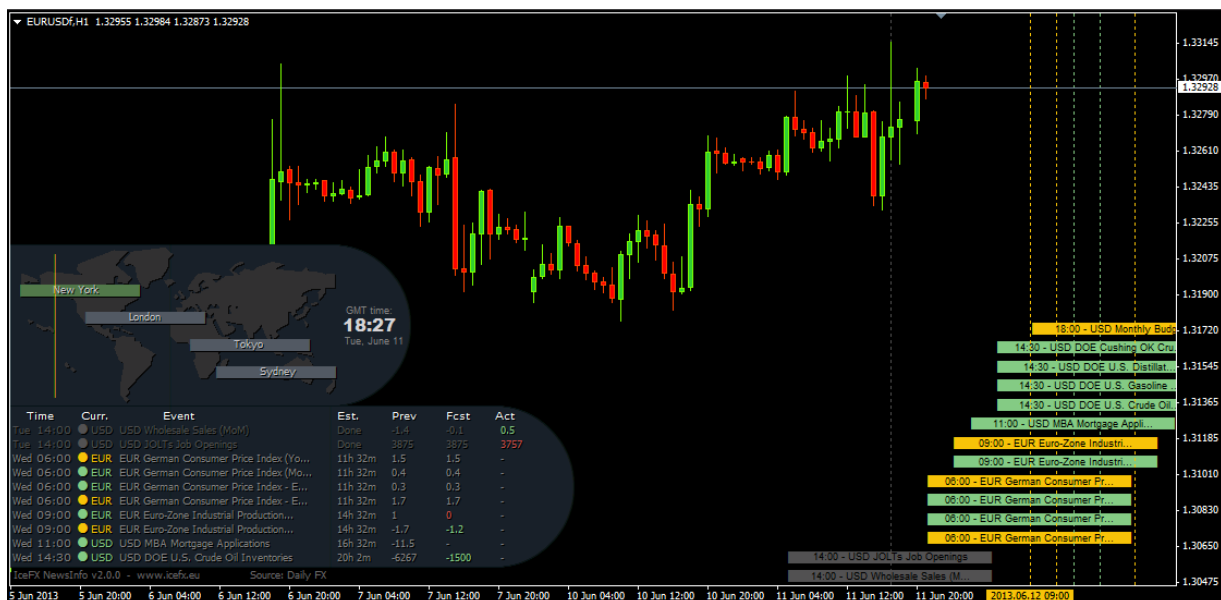 EURUSDf,H1 1.32955 1.32984 1.32873 1.32928
1.33145
1.32970
1.32928
1.32790
1.32610
1.32435
1.32255
1.32075
1.31900
1.31720
1.31545
1.31365
1.31185
1.31010
1.30830
1.30650
1.30475
New York
London
Tokyo
Sydney
GMT time:
18:27
Tue, June 11
18:00 - USD Monthly Budg
14:30 - USD DOE Cushing OK Cru...
14:30 - USD DOE U.S. Distillat...
14:30 - USD DOE U.S. Gasoline ...
14:30 - USD DOE U.S. Crude Oil...
11:00 - USD MBA Mortgage Appli...
09:00 - EUR Euro-Zone Industri...
09:00 - EUR Euro-Zone Industri...
06:00 - EUR German Consumer Pr...
06:00 - EUR German Consumer Pr...
06:00 - EUR German Consumer Pr...
06:00 - EUR German Consumer Pr...
14:00 - USD JOLTs Job Openings
14:00 - USD Wholesale Sales (M...
Time Curr. Event Est. Prev Fcst Act
Tue 14:00 USD USD Wholesale Sales (MoM) Done -1.4 -0.1 0.5
Tue 14:00 USD USD JOLTs Job Openings Done 3875 3875 3757
Wed 06:00 EUR EUR German Consumer Price Index (Yo... 11h 32m 1.5 1.5 -
Wed 06:00 EUR EUR German Consumer Price Index (Mo... 11h 32m 0.4 0.4 -
Wed 06:00 EUR EUR German Consumer Price Index - E... 11h 32m 0.3 0.3 -
Wed 06:00 EUR EUR German Consumer Price Index - E... 11h 32m 1.7 1.7 -
Wed 09:00 EUR EUR Euro-Zone Industrial Production... 14h 32m 1 0 -
Wed 09:00 EUR EUR Euro-Zone Industrial Production... 14h 32m -1.7 -1.2 -
Wed 11:00 USD USD MBA Mortgage Applications 16h 32m -11.5 - -
Wed 14:30 USD USD DOE U.S. Crude Oil Inventories 20h 2m -6267 -1500 -
IceFX NewsInfo v2.0.0 - www.icefx.eu Source: Daily FX
5 Jun 2013 5 Jun 20:00 6 Jun 04:00 6 Jun 12:00 6 Jun 20:00 7 Jun 04:00 7 Jun 12:00 7 Jun 20:00 10 Jun 04:00 10 Jun 12:00 10 Jun 20:00 11 Jun 04:00 11 Jun 12:00 11 Jun 20:00 2013.06.12 09:00